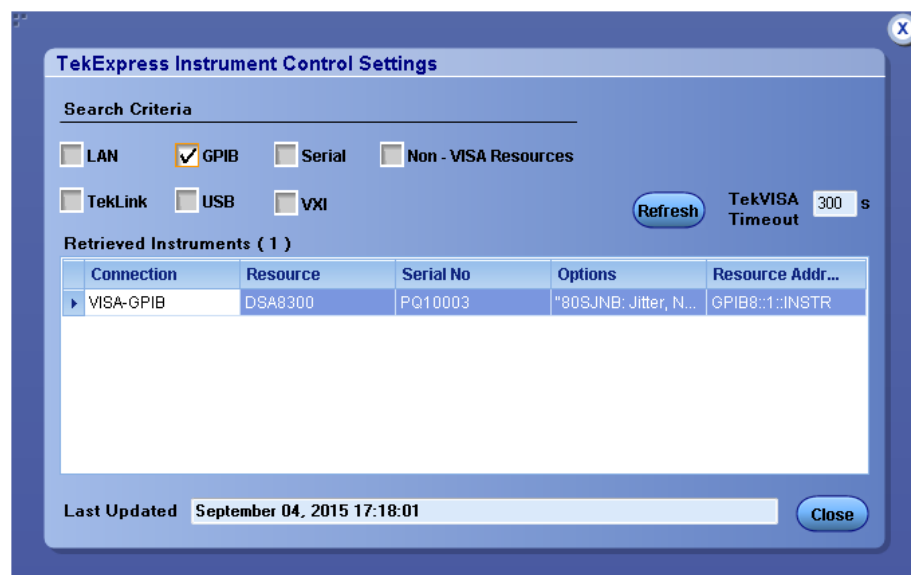 X
TekExpress Instrument Control Settings
Search Criteria
LAN GPIB Serial Non - VISA Resources
TekLink USB VXI
Refresh TekVISA Timeout 300 s
Retrieved Instruments ( 1 )
Connection Resource Serial No Options Resource Addr...
VISA-GPIB DSA8300 PQ10003 "80SJNB: Jitter, N... GPIB8::1::INSTR
Last Updated September 04, 2015 17:18:01 Close